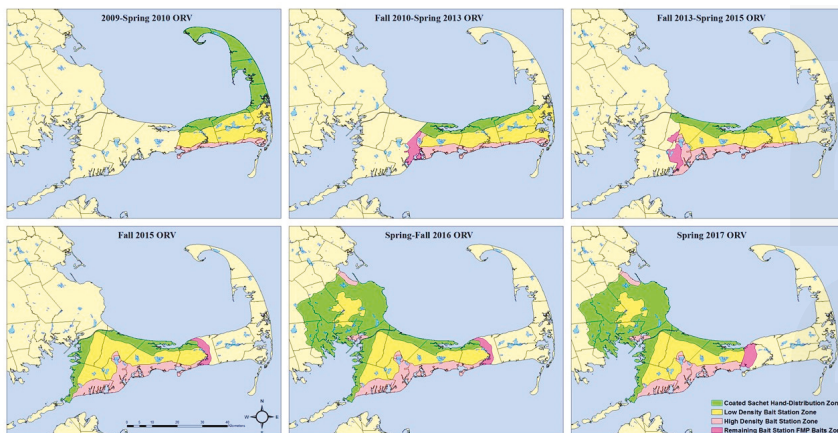 2009-Spring 2010 ORV
Fall 2010-Spring 2013 ORV
Fall 2013-Spring 2015 ORV
Fall 2015 ORV
Spring-Fall 2016 ORV
Spring 2017 ORV
N
W E
S
Coated Sachet Hand-Distribution Zon
Low Density Bait Station Zone
High Density Bait Station Zone
Remaining Bait Station FMP Baits Zo